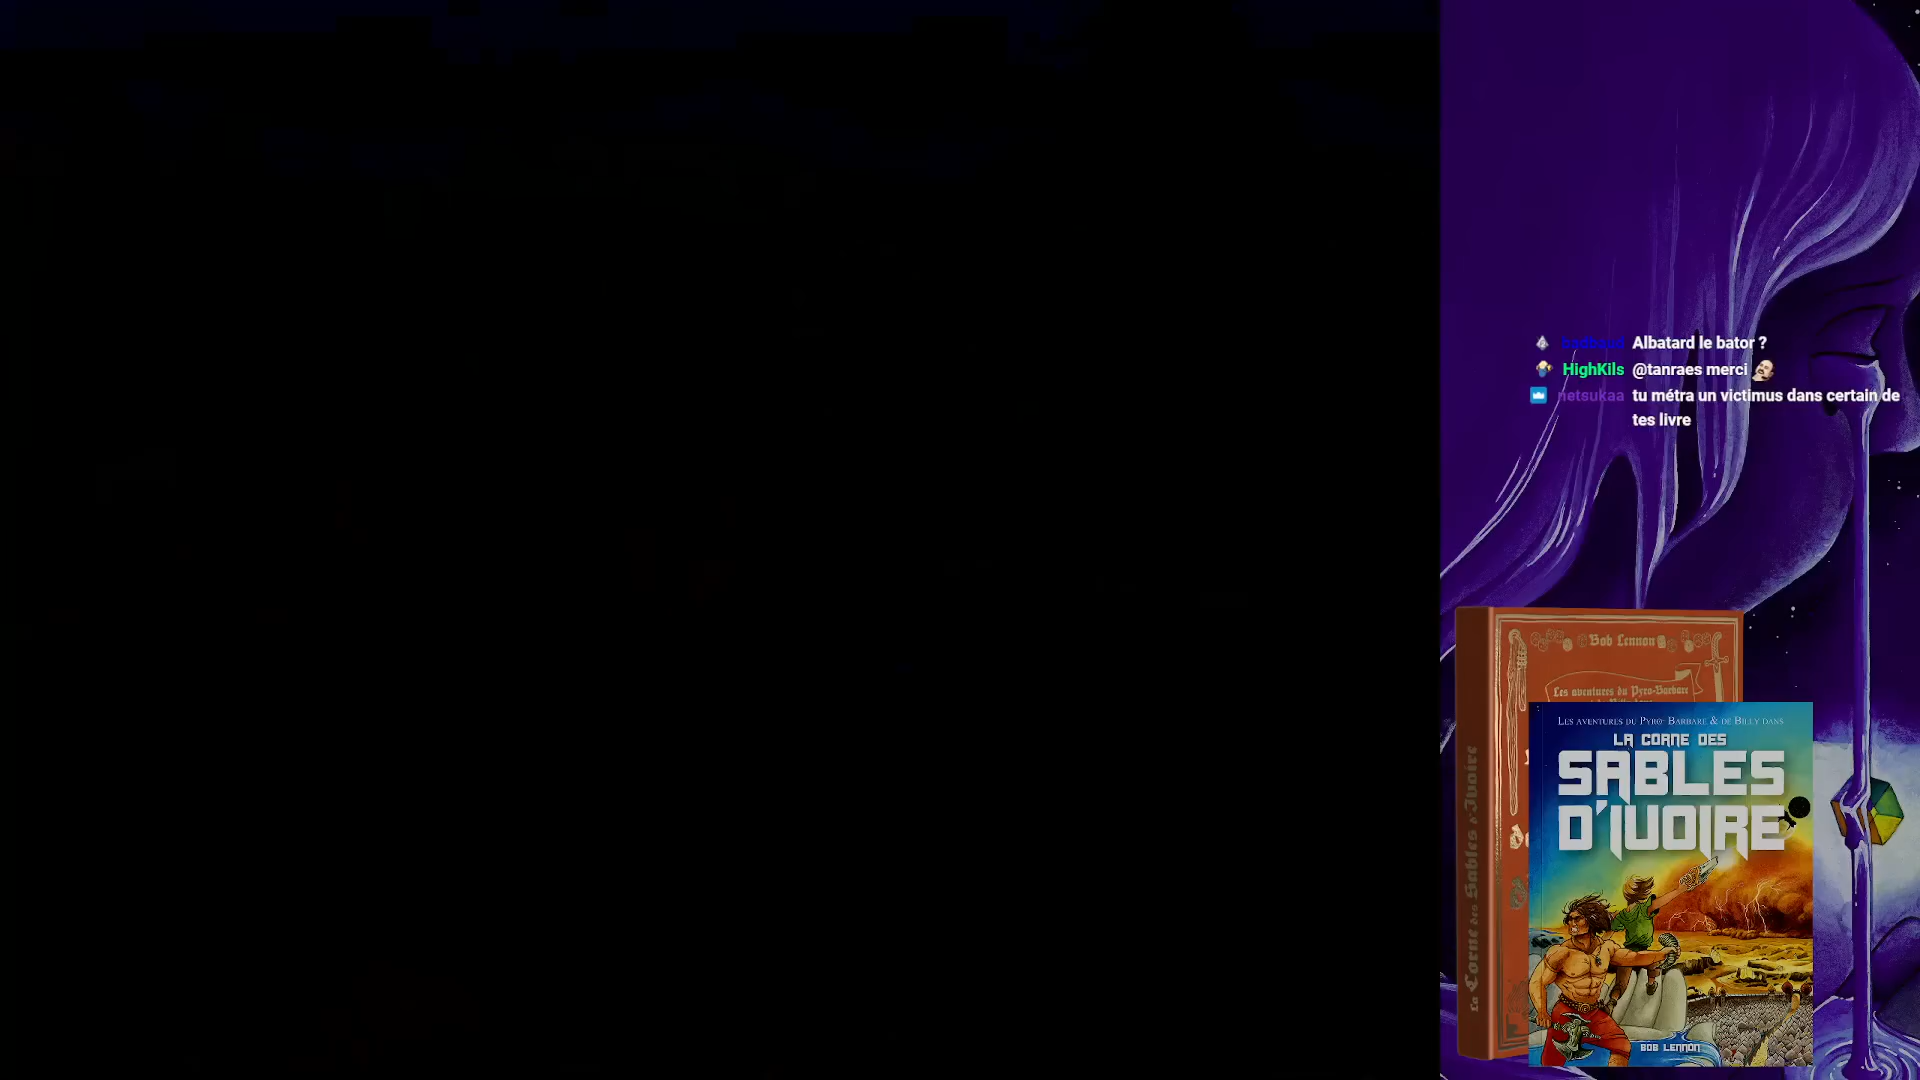 badbaud Albatard le bator ?
HighKils @tanraes merci
netsukaa tu métra un victimus dans certain de
tes livre
Bob Lennon
Les aventures du Pyro-Barbare
La Corne des Sables d'Ivoire
Les aventures du Pyro-Barbare & de Billy dans
LA CORNE DES
SABLES
D'IVOIRE
BOB LENNON